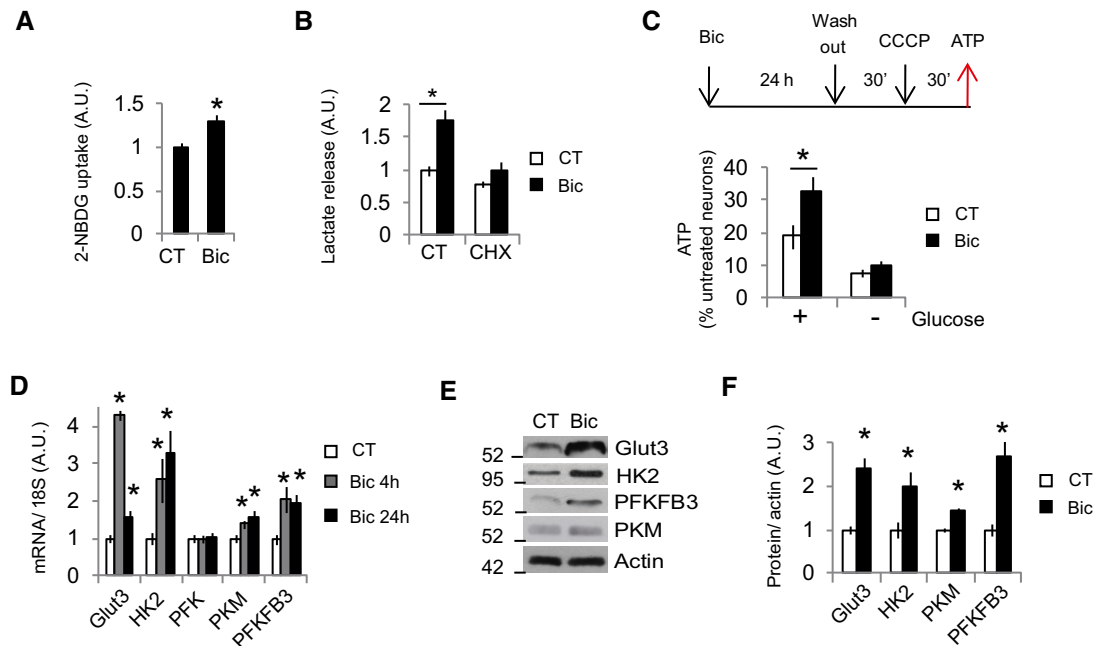 A
2-NBDG uptake (A.U.)
1.5
1
0.5
0
*
CT Bic
B
Lactate release (A.U.)
2
1.5
1
0.5
0
*
CT CHX
CT
Bic
C
Bic
Wash
out
CCCP
ATP
24 h
30'
30'
ATP
(% untreated neurons)
40
30
20
10
0
*
+ - Glucose
CT
Bic
D
mRNA/ 18S (A.U.)
4
3
2
1
0
* * * * * * * *
Glut3
HK2
PFK
PKM
PFKFB3
CT
Bic 4h
Bic 24h
E
CT Bic
52 Glut3
95 HK2
52 PFKFB3
52 PKM
42 Actin
F
Protein/ actin (A.U.)
3
2
1
0
* * * *
Glut3
HK2
PKM
PFKFB3
CT
Bic